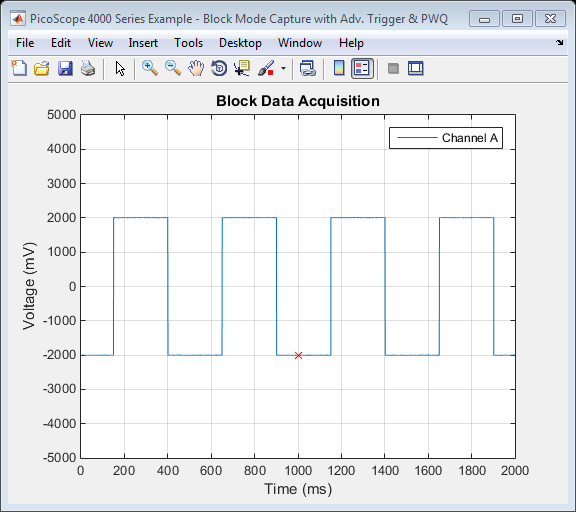 PicoScope 4000 Series Example - Block Mode Capture with Adv. Trigger & PWQ
File Edit View Insert Tools Desktop Window Help
Block Data Acquisition
Channel A
5000
4000
3000
2000
1000
0
-1000
-2000
-3000
-4000
-5000
Voltage (mV)
0 200 400 600 800 1000 1200 1400 1600 1800 2000
Time (ms)